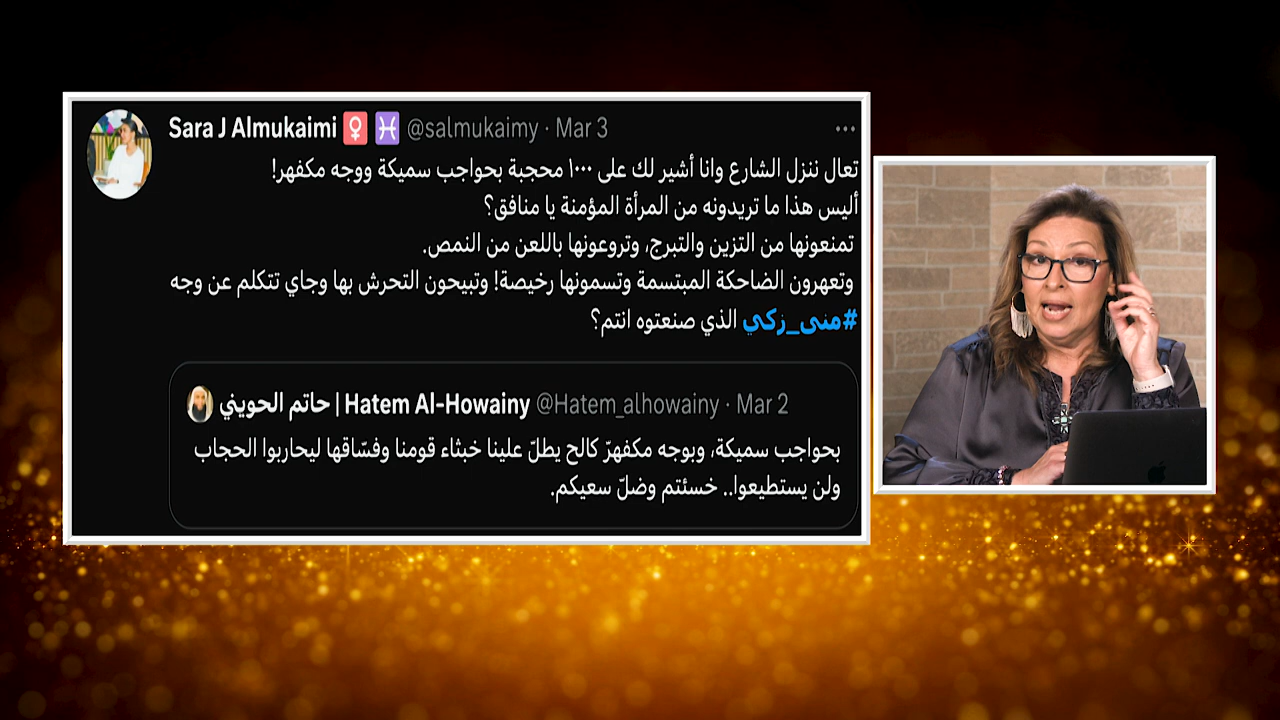 Sara J Almukaimi ♀️ ♓ @salmukaimy · Mar 3
تعال ننزل الشارع وانا أشير لك على ١٠٠٠ محجبة بحواجب سميكة ووجه مكفهر!
أليس هذا ما تريدونه من المرأة المؤمنة يا منافق؟
تمنعونها من التزين والتبرج، وتروعونها باللعن من النمص.
وتعهرون الضاحكة المبتسمة وتسمونها رخيصة! وتبيحون التحرش بها وجاي تتكلم عن وجه
#منى_زكي الذي صنعتوه انتم؟
حاتم الحويني | Hatem Al-Howainy @Hatem_alhowainy · Mar 2
بحواجب سميكة، وبوجه مكفهرّ كالح يطلّ علينا خبثاء قومنا وفسّاقها ليحاربوا الحجاب
ولن يستطيعوا.. خسئتم وضلّ سعيكم.